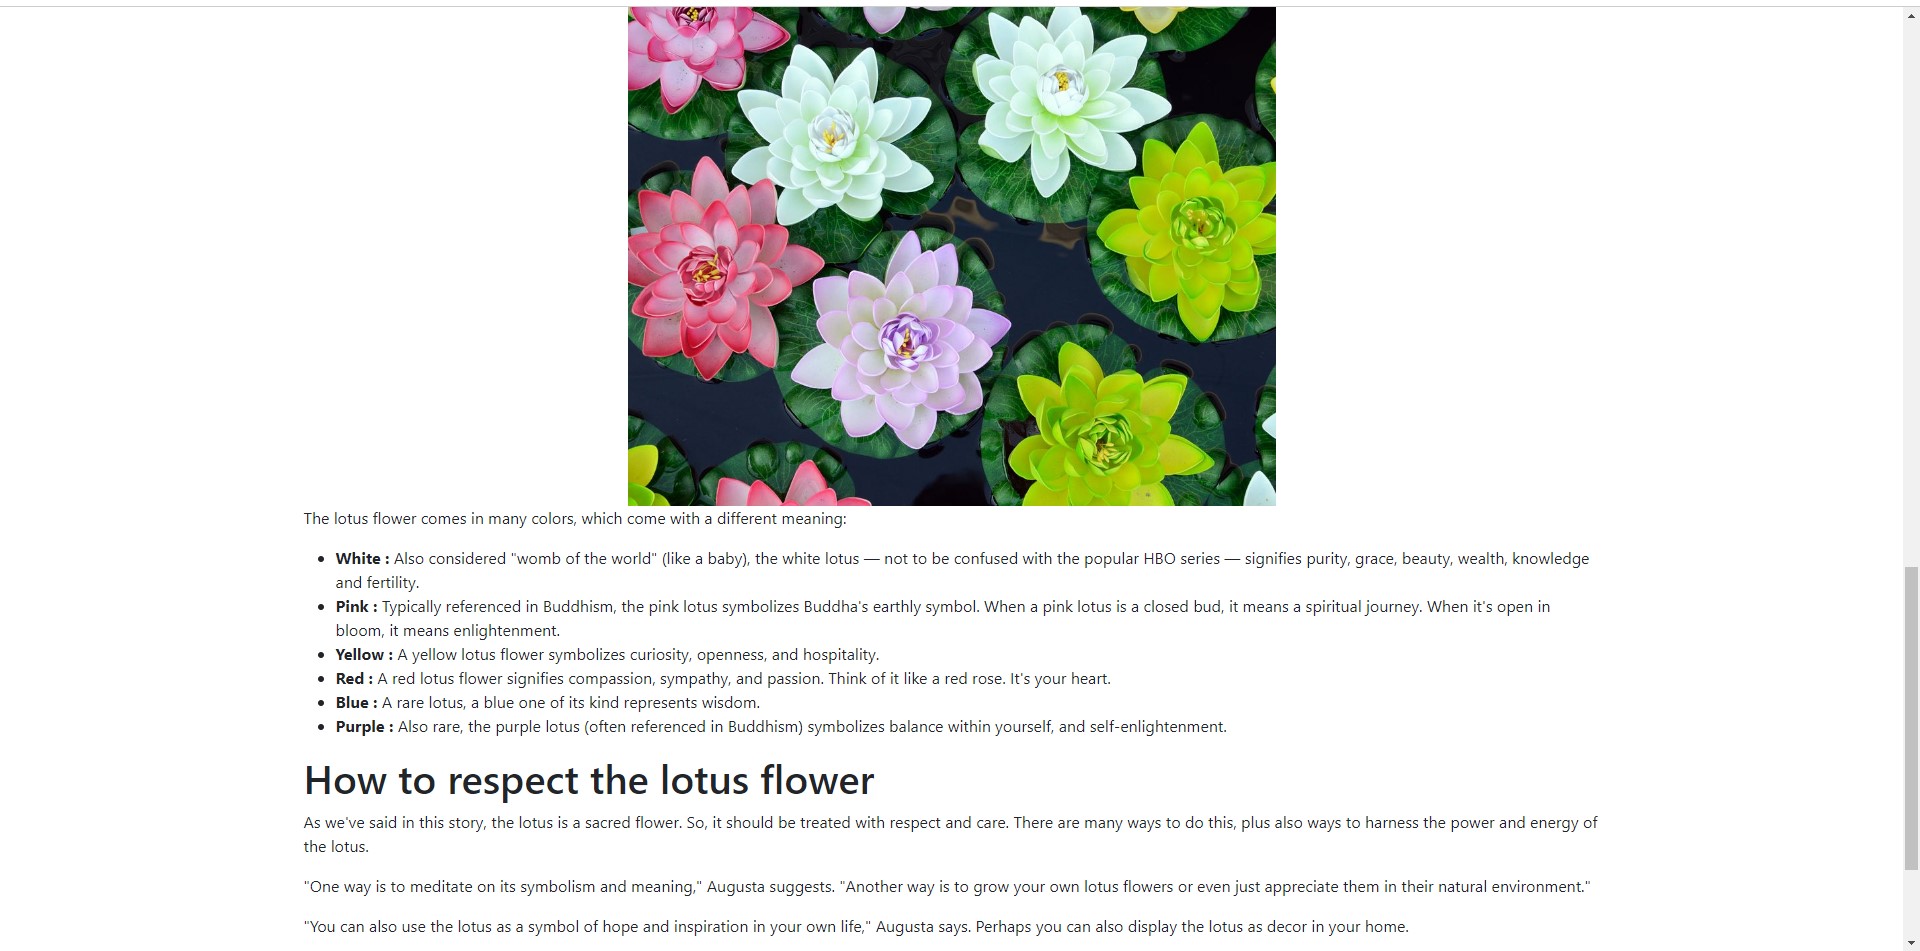 The lotus flower comes in many colors, which come with a different meaning:
White : Also considered "womb of the world" (like a baby), the white lotus — not to be confused with the popular HBO series — signifies purity, grace, beauty, wealth, knowledge
and fertility.
Pink : Typically referenced in Buddhism, the pink lotus symbolizes Buddha's earthly symbol. When a pink lotus is a closed bud, it means a spiritual journey. When it's open in
bloom, it means enlightenment.
Yellow : A yellow lotus flower symbolizes curiosity, openness, and hospitality.
Red : A red lotus flower signifies compassion, sympathy, and passion. Think of it like a red rose. It's your heart.
Blue : A rare lotus, a blue one of its kind represents wisdom.
Purple : Also rare, the purple lotus (often referenced in Buddhism) symbolizes balance within yourself, and self-enlightenment.
How to respect the lotus flower
As we've said in this story, the lotus is a sacred flower. So, it should be treated with respect and care. There are many ways to do this, plus also ways to harness the power and energy of
the lotus.
"One way is to meditate on its symbolism and meaning," Augusta suggests. "Another way is to grow your own lotus flowers or even just appreciate them in their natural environment."
"You can also use the lotus as a symbol of hope and inspiration in your own life," Augusta says. Perhaps you can also display the lotus as decor in your home.